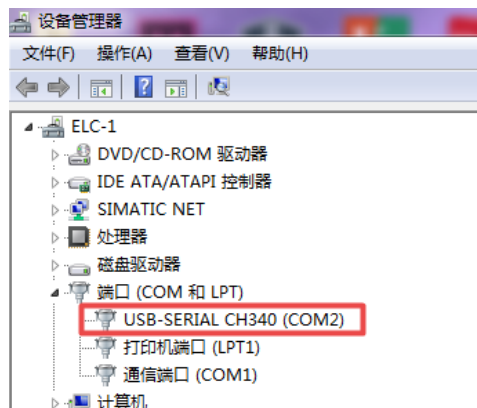 设备管理器
文件(F) 操作(A) 查看(V) 帮助(H)
ELC-1
DVD/CD-ROM 驱动器
IDE ATA/ATAPI 控制器
SIMATIC NET
处理器
磁盘驱动器
端口 (COM 和 LPT)
USB-SERIAL CH340 (COM2)
打印机端口 (LPT1)
通信端口 (COM1)
计算机